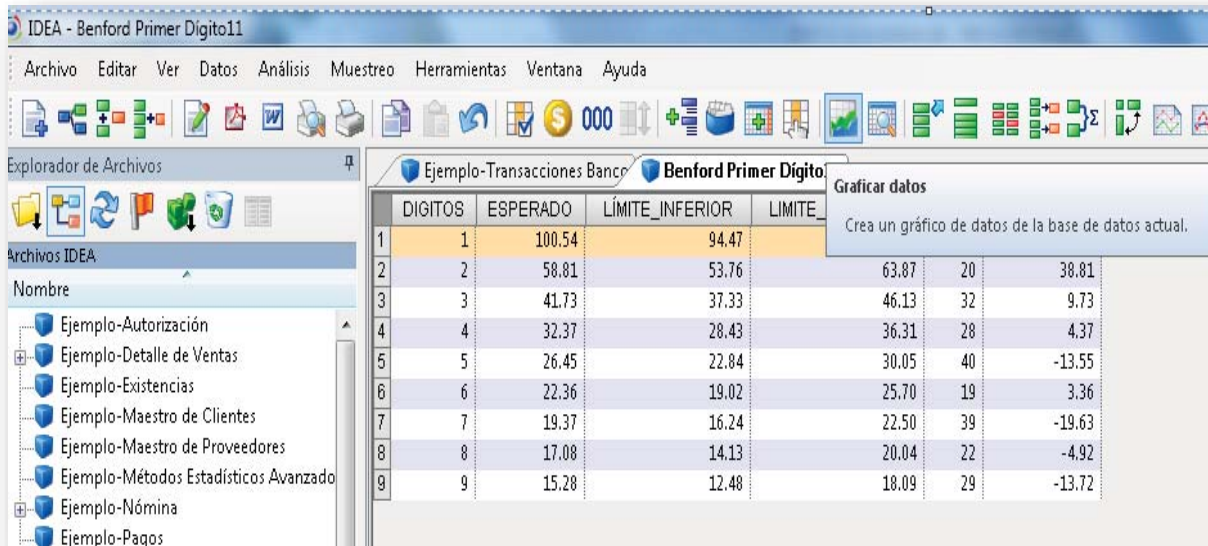 IDEA - Benford Primer Dígito11
Archivo Editar Ver Datos Análisis Muestreo Herramientas Ventana Ayuda
000
Explorador de Archivos
Ejemplo-Transacciones Banco Benford Primer Dígito
Graficar datos
Crea un gráfico de datos de la base de datos actual.
DIGITOS ESPERADO LÍMITE_INFERIOR LIMITE_
1 1 100.54 94.47
2 2 58.81 53.76 63.87 20 38.81
3 3 41.73 37.33 46.13 32 9.73
4 4 32.37 28.43 36.31 28 4.37
5 5 26.45 22.84 30.05 40 -13.55
6 6 22.36 19.02 25.70 19 3.36
7 7 19.37 16.24 22.50 39 -19.63
8 8 17.08 14.13 20.04 22 -4.92
9 9 15.28 12.48 18.09 29 -13.72
Archivos IDEA
Nombre
Ejemplo-Autorización
Ejemplo-Detalle de Ventas
Ejemplo-Existencias
Ejemplo-Maestro de Clientes
Ejemplo-Maestro de Proveedores
Ejemplo-Métodos Estadísticos Avanzado
Ejemplo-Nómina
Ejemplo-Pagos